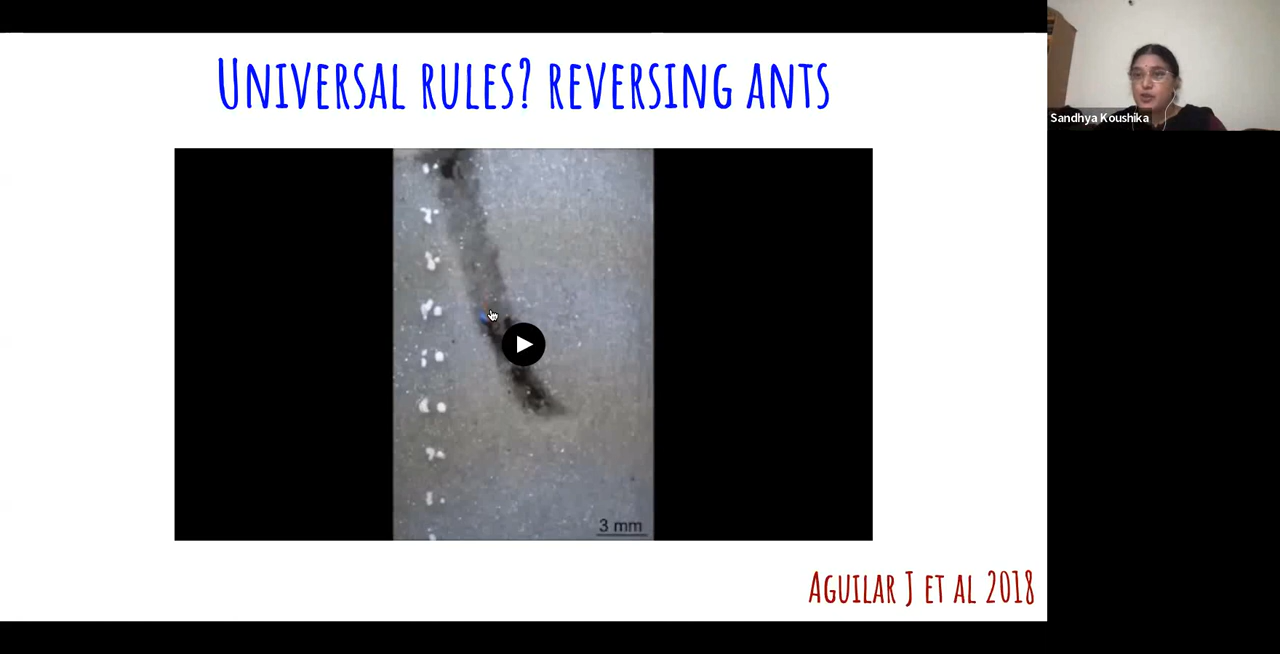 UNIVERSAL RULES? REVERSING ANTS
Sandhya Koushika
3 mm
AGUILAR J ET AL 2018